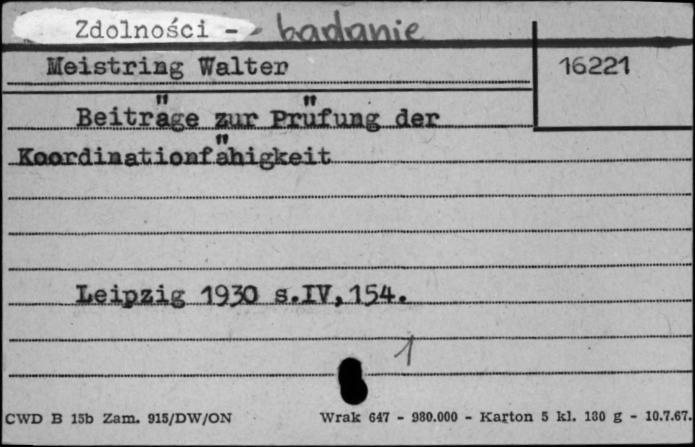 Zdolności - badanie
Meistring Walter
16221
Beiträge zur Prüfung der
Koordinationfähigkeit
Leipzig 1930 s.IV,154.
1
CWD B 15b Zam. 915/DW/ON Wrak 647 - 980.000 - Karton 5 kl. 180 g - 10.7.67.